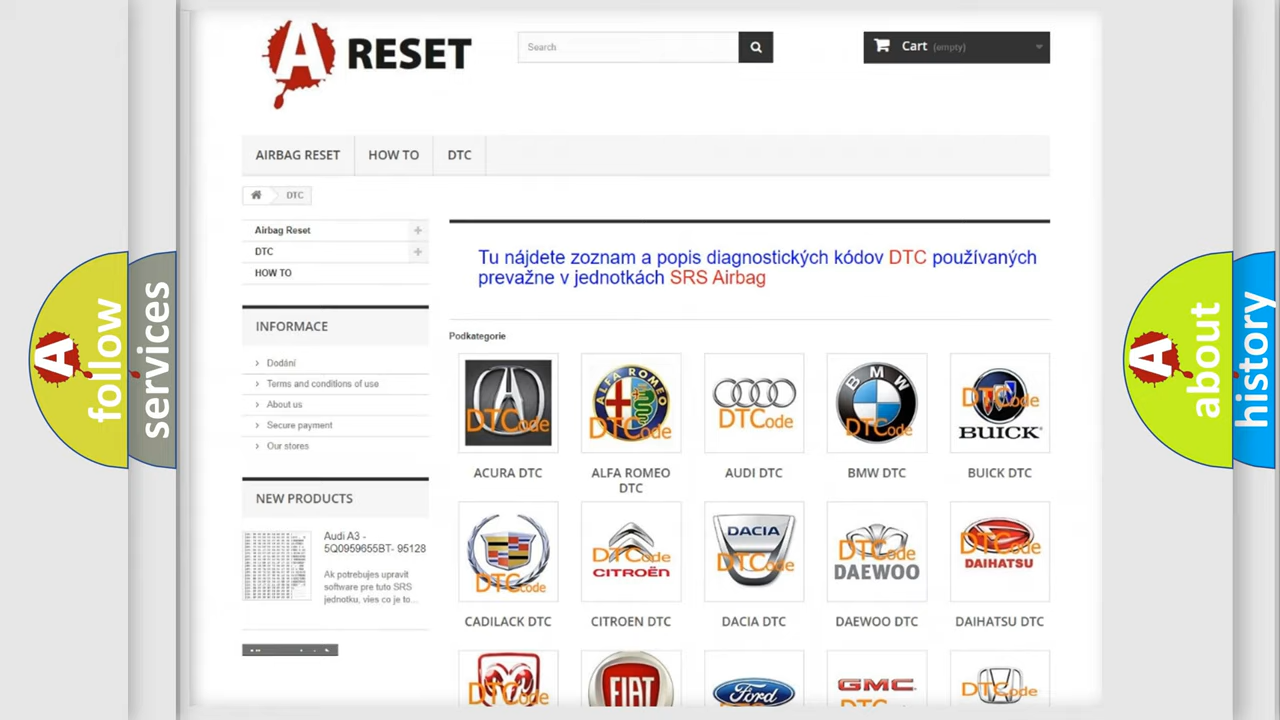 A RESET
Search
Cart (empty)
AIRBAG RESET
HOW TO
DTC
DTC
Airbag Reset
DTC
HOW TO
Tu nájdete zoznam a popis diagnostických kódov DTC používaných
prevažne v jednotkách SRS Airbag
INFORMACE
Dodání
Terms and conditions of use
About us
Secure payment
Our stores
Podkategorie
DTCode
ALFA ROMEO
DTCode
DTCode
BMW
DTCode
DTCode
BUICK
ACURA DTC
ALFA ROMEO
DTC
AUDI DTC
BMW DTC
BUICK DTC
NEW PRODUCTS
Audi A3 -
5Q0959655BT- 95128
Ak potrebujes upravit
software pre tuto SRS
jednotku, vies co je to...
DTCode
DTCode
CITROËN
DACIA
DTCode
DTCode
DAEWOO
DTCode
DAIHATSU
CADILACK DTC
CITROEN DTC
DACIA DTC
DAEWOO DTC
DAIHATSU DTC
DTCode
FIAT
Ford
GMC
DTCode
A follow
services
A about
history